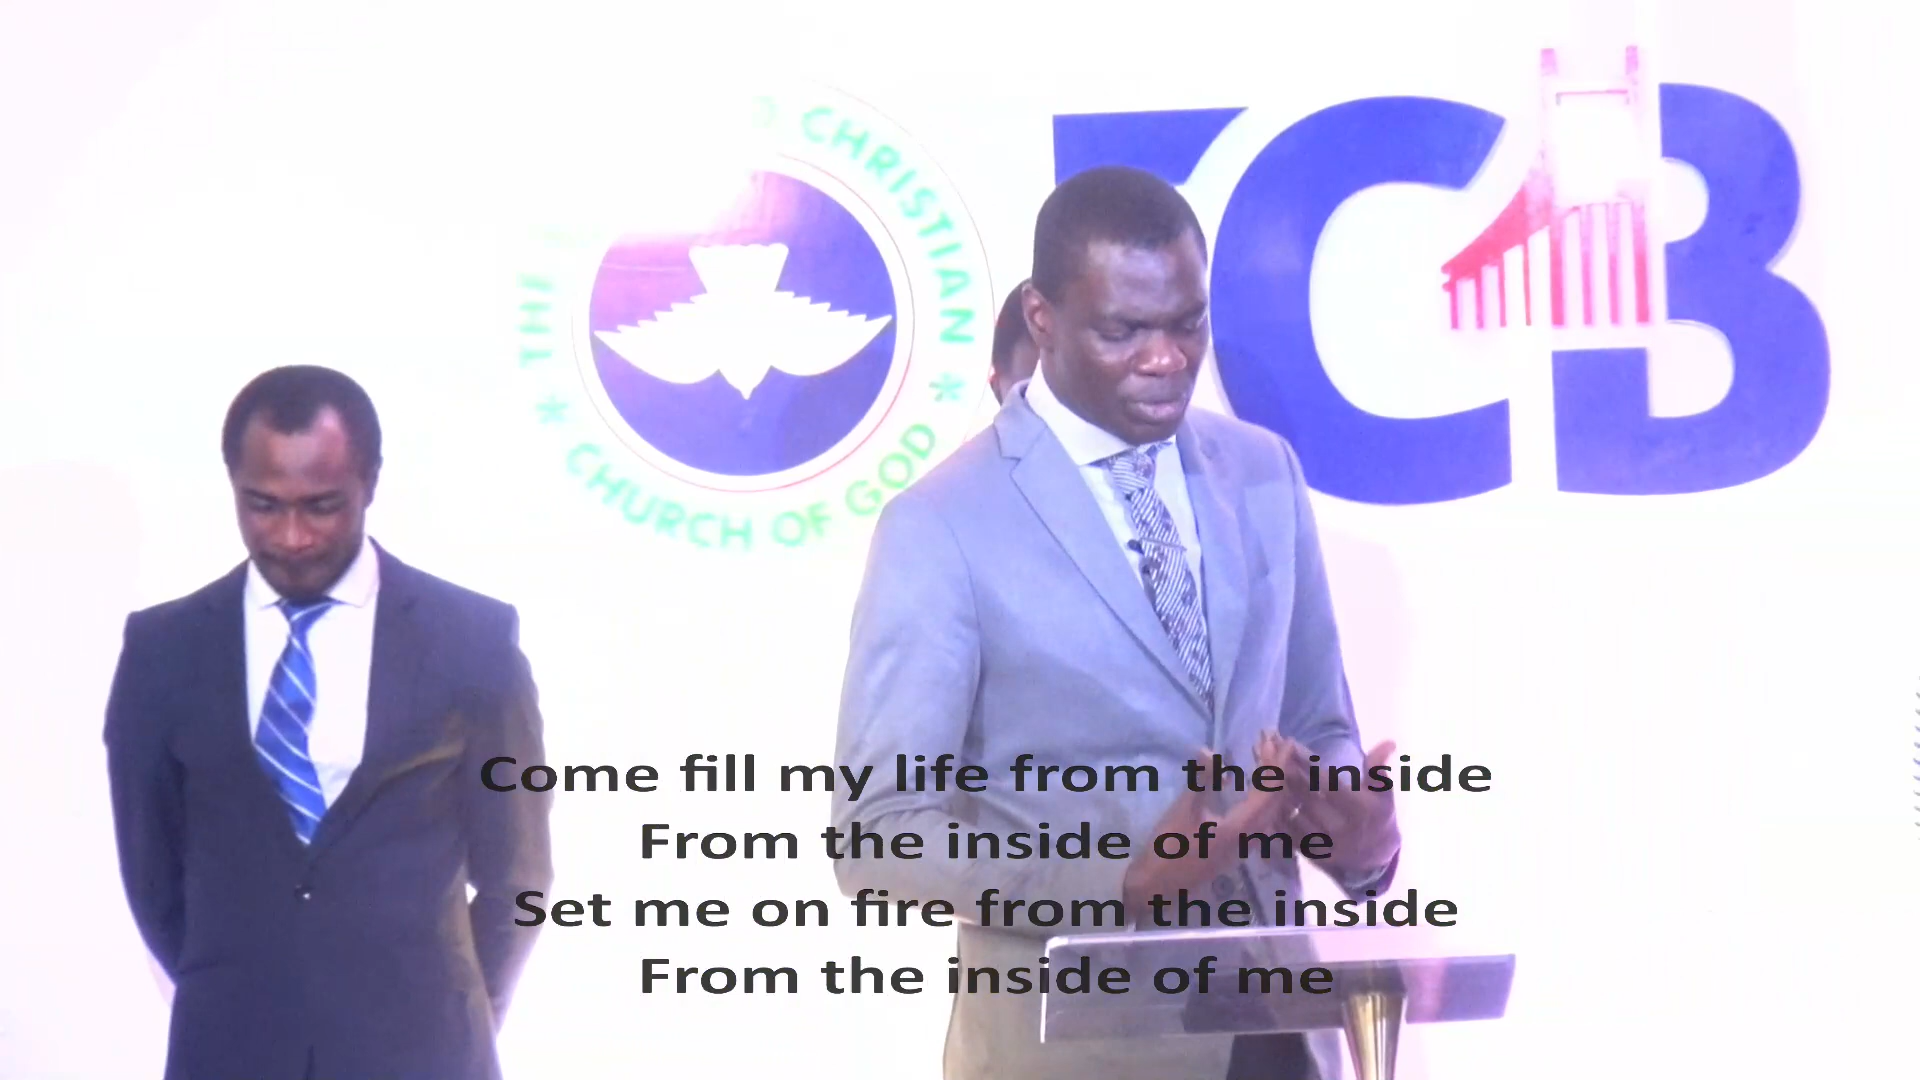 THE CHRISTIAN
* CHURCH OF GOD *
CB
Come fill my life from the inside
From the inside of me
Set me on fire from the inside
From the inside of me